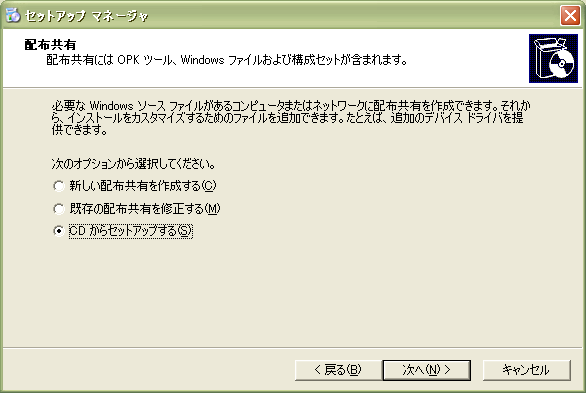 セットアップ マネージャ
配布共有
配布共有には OPK ツール、Windows ファイルおよび構成セットが含まれます。
必要な Windows ソース ファイルがあるコンピュータまたはネットワークに配布共有を作成できます。それか
ら、インストールをカスタマイズするためのファイルを追加できます。たとえば、追加のデバイス ドライバを提
供できます。
次のオプションから選択してください。
新しい配布共有を作成する(C)
既存の配布共有を修正する(M)
CD からセットアップする(S)
< 戻る(B)
次へ(N) >
キャンセル